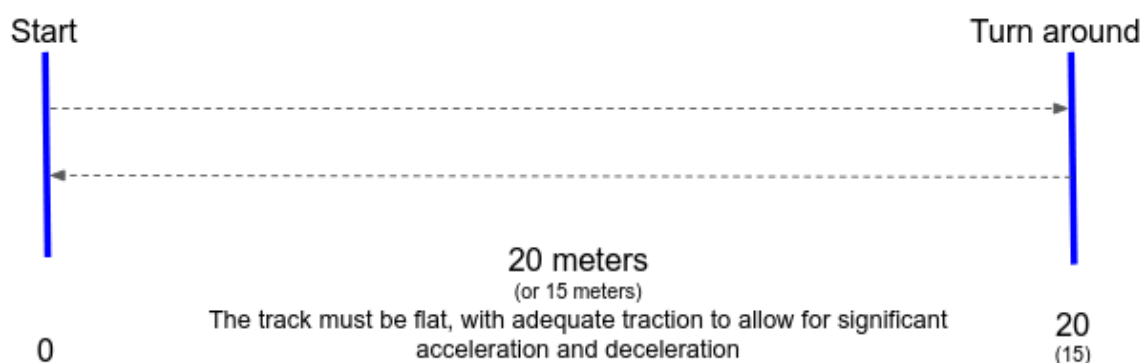 Start
Turn around
20 meters
(or 15 meters)
The track must be flat, with adequate traction to allow for significant
acceleration and deceleration
0
20
(15)